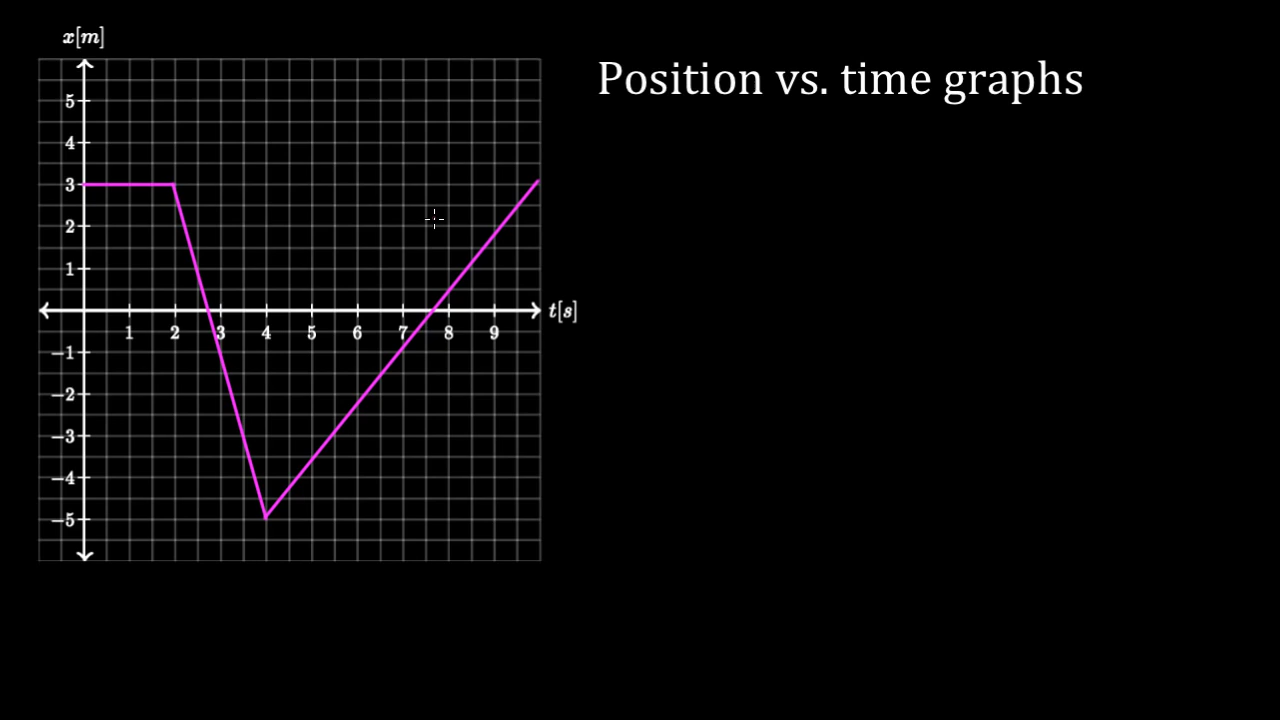 x[m]
Position vs. time graphs
5
4
3
2
1
t[s]
1 2 3 4 5 6 7 8 9
−1
−2
−3
−4
−5